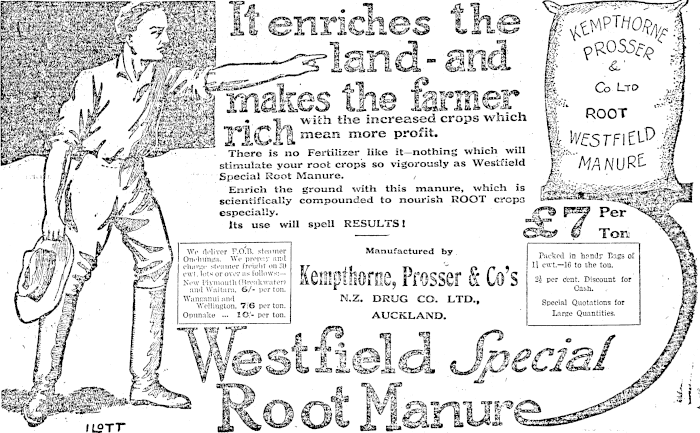 It enriches the
land - and
makes the farmer
rich with the increased crops which
mean more profit.
There is no Fertilizer like it—nothing which will
stimulate your root crops so vigorously as Westfield
Special Root Manure.
Enrich the ground with this manure, which is
scientifically compounded to nourish ROOT crops
especially.
Its use will spell RESULTS!
KEMPTHORNE
PROSSER
&
Co LTD
ROOT
WESTFIELD
MANURE
£7 Per
Ton
We deliver F.O.B. steamer
Onehunga. We prepay and
charge steamer freight on 30
cwt. lots or over as follows:—
New Plymouth (Breakwater)
and Waitara, 6/- per ton.
Wanganui and
Wellington, 7/6 per ton.
Opunake ... 10/- per ton.
Manufactured by
Kempthorne, Prosser & Co's
N.Z. DRUG CO. LTD.,
AUCKLAND.
Packed in handy Bags of
1¼ cwt.—16 to the ton.
2½ per cent. Discount for
Cash.
Special Quotations for
Large Quantities.
Westfield Special
Root Manure
ILOTT